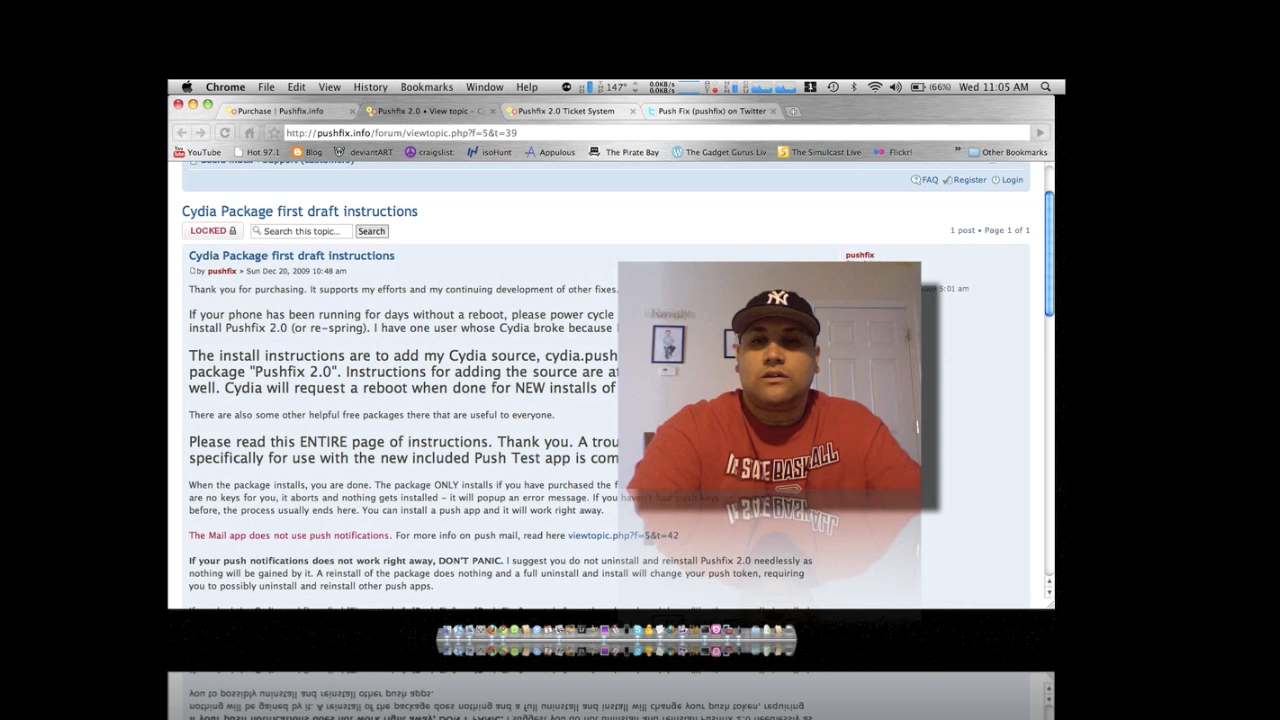 Chrome File Edit View History Bookmarks Window Help 147° 0.0KB/s 0.0KB/s (66%) Wed 11:05 AM
Purchase | Pushfix.info Pushfix 2.0 • View topic - C Pushfix 2.0 Ticket System Push Fix (pushfix) on Twitter
http://pushfix.info/forum/viewtopic.php?f=5&t=39
YouTube Hot 97.1 Blog deviantART craigslist: isoHunt Appulous The Pirate Bay The Gadget Gurus Liv The Simulcast Live Flickr! » Other Bookmarks
FAQ Register Login
Cydia Package first draft instructions
LOCKED Search this topic... Search 1 post • Page 1 of 1
Cydia Package first draft instructions pushfix
by pushfix » Sun Dec 20, 2009 10:48 am
Thank you for purchasing. It supports my efforts and my continuing development of other fixes. 5:01 am
If your phone has been running for days without a reboot, please power cycle
install Pushfix 2.0 (or re-spring). I have one user whose Cydia broke because
The install instructions are to add my Cydia source, cydia.push
package "Pushfix 2.0". Instructions for adding the source are at
well. Cydia will request a reboot when done for NEW installs of
There are also some other helpful free packages there that are useful to everyone.
Please read this ENTIRE page of instructions. Thank you. A trou
specifically for use with the new included Push Test app is com
When the package installs, you are done. The package ONLY installs if you have purchased the f
are no keys for you, it aborts and nothing gets installed - it will popup an error message. If you haven't had push keys
before, the process usually ends here. You can install a push app and it will work right away.
The Mail app does not use push notifications. For more info on push mail, read here viewtopic.php?f=5&t=42
If your push notifications does not work right away, DON'T PANIC. I suggest you do not uninstall and reinstall Pushfix 2.0 needlessly as
nothing will be gained by it. A reinstall of the package does nothing and a full uninstall and install will change your push token, requiring
you to possibly uninstall and reinstall other push apps.